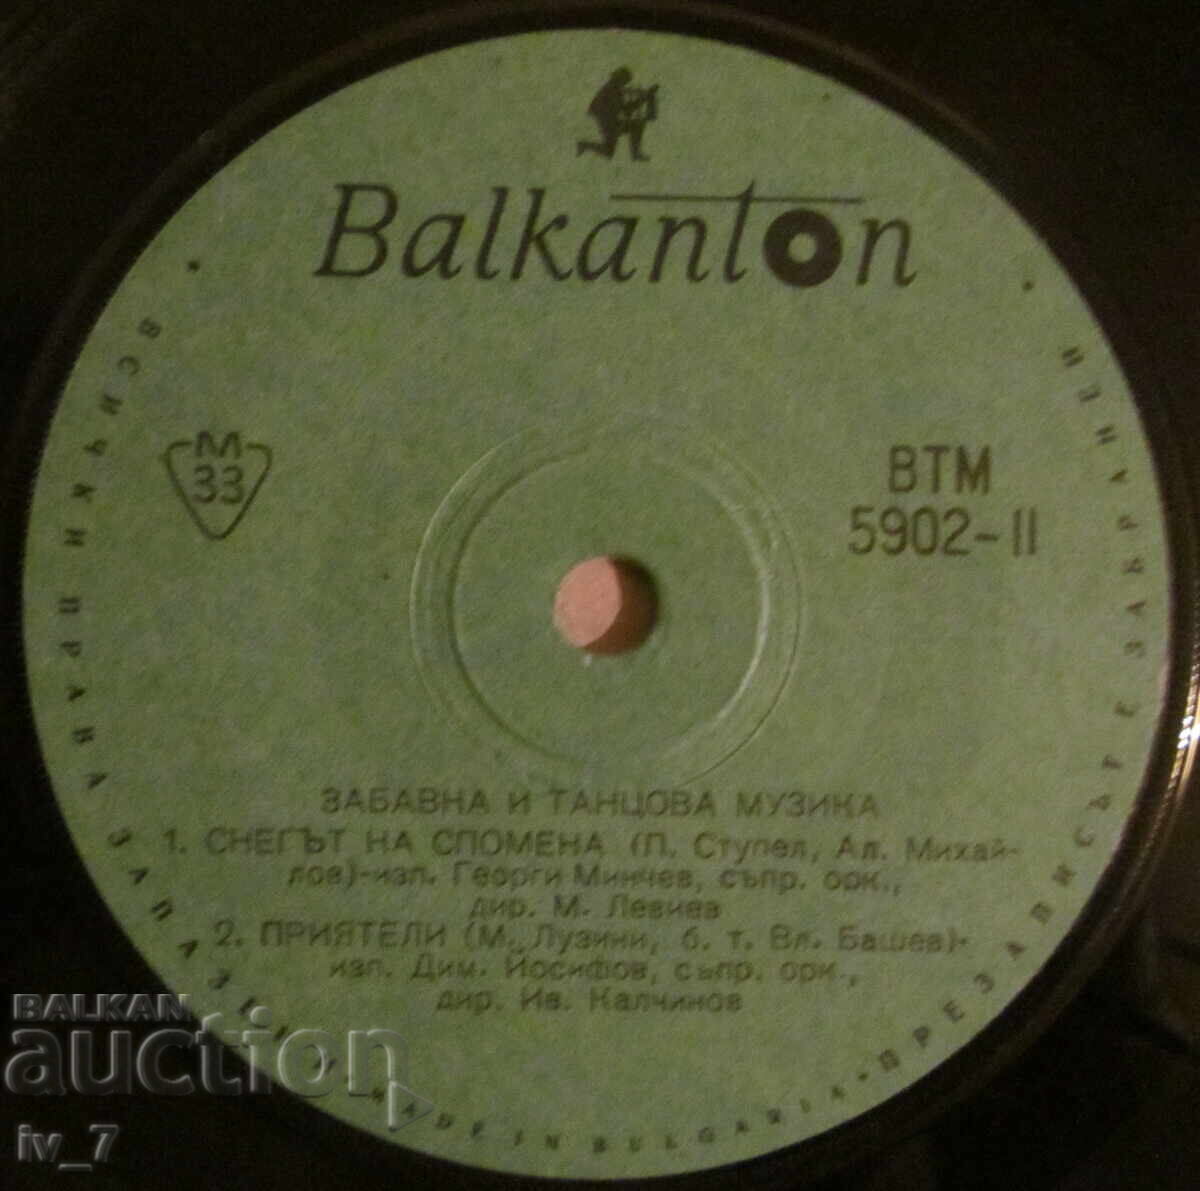 Balkanton
M
33
ВТМ
5902-II
ЗАБАВНА И ТАНЦОВА МУЗИКА
1. СНЕГЪТ НА СПОМЕНА (П. Ступел, Ал. Михай-
лов)-изп. Георги Минчев, съпр. орк.,
дир. М. Левиев
2. ПРИЯТЕЛИ (М. Лузини, б. т. Вл. Башев)-
изп. Дим. Йосифов, съпр. орк.,
дир. Ив. Калчинов
ВСИЧКИ ПРАВА ЗАПАЗЕНИ • MADE IN BULGARIA • ПРЕЗАПИСЪТ Е ЗАБРАНЕН
BALKAN
auction
iv_7